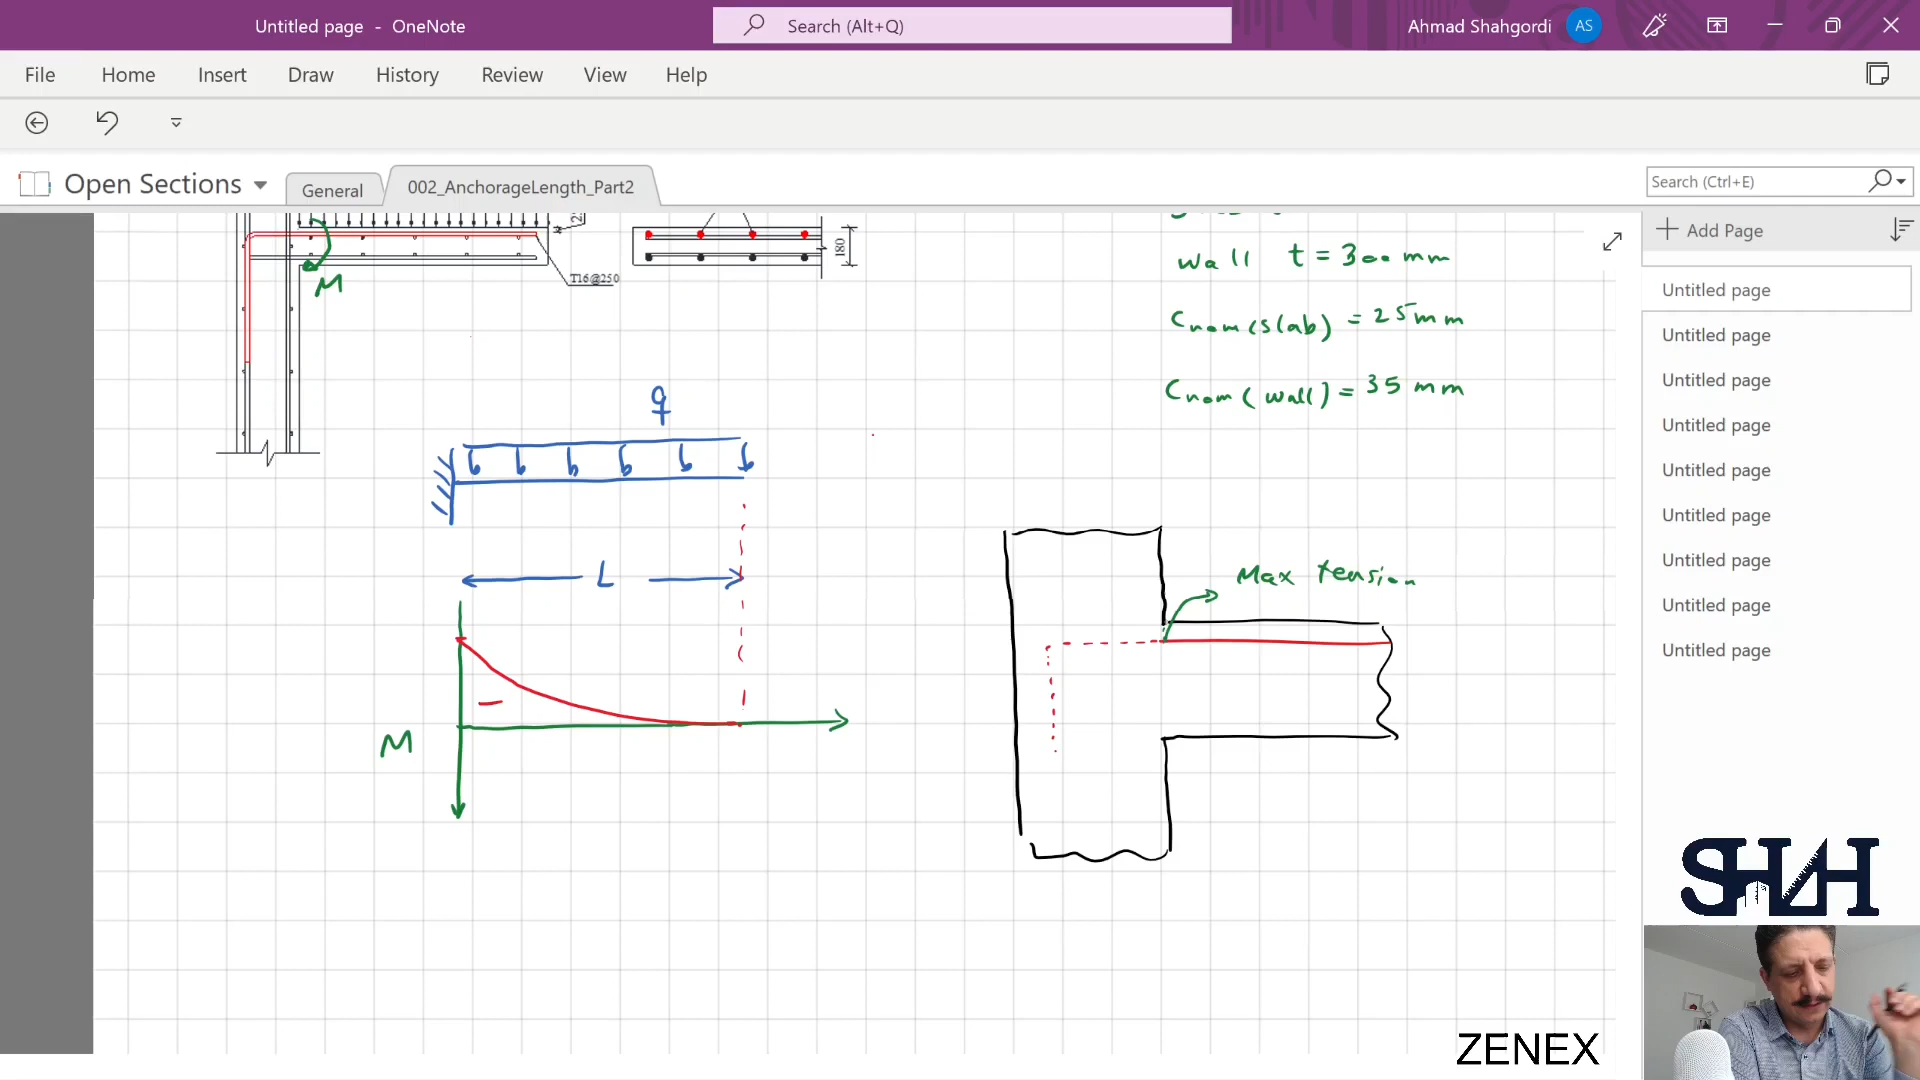 Untitled page - OneNote
Search (Alt+Q)
Ahmad Shahgordi
AS
File
Home
Insert
Draw
History
Review
View
Help
Open Sections
General
002_AnchorageLength_Part2
Search (Ctrl+E)
Add Page
Untitled page
Untitled page
Untitled page
Untitled page
Untitled page
Untitled page
Untitled page
Untitled page
Untitled page
T16@250
180
M
wall t = 300 mm
Cnom(slab) = 25mm
Cnom(wall) = 35 mm
q
L
M
Max tension
SHAH
ZENEX